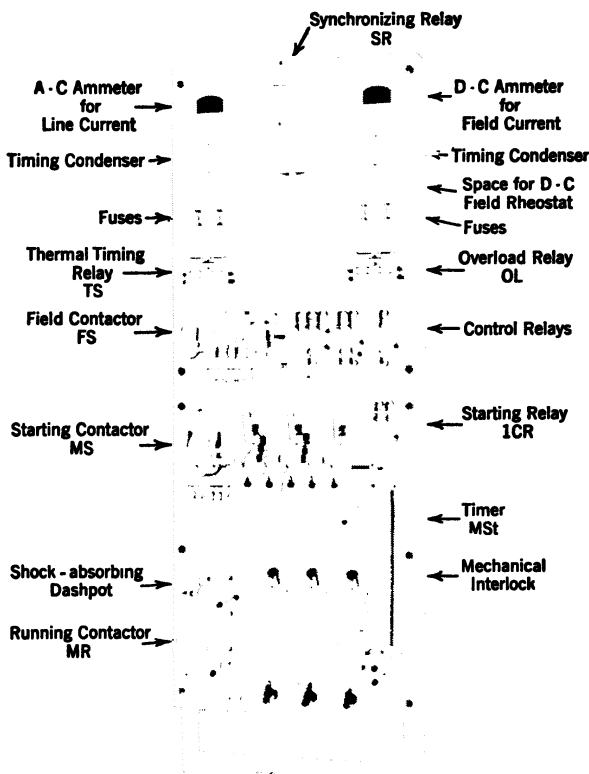 Synchronizing Relay
SR
A-C Ammeter
for
Line Current
D-C Ammeter
for
Field Current
Timing Condenser
Timing Condenser
Space for D-C
Field Rheostat
Fuses
Fuses
Thermal Timing
Relay
TS
Overload Relay
OL
Field Contactor
FS
Control Relays
Starting Contactor
MS
Starting Relay
1CR
Timer
MSt
Shock-absorbing
Dashpot
Mechanical
Interlock
Running Contactor
MR